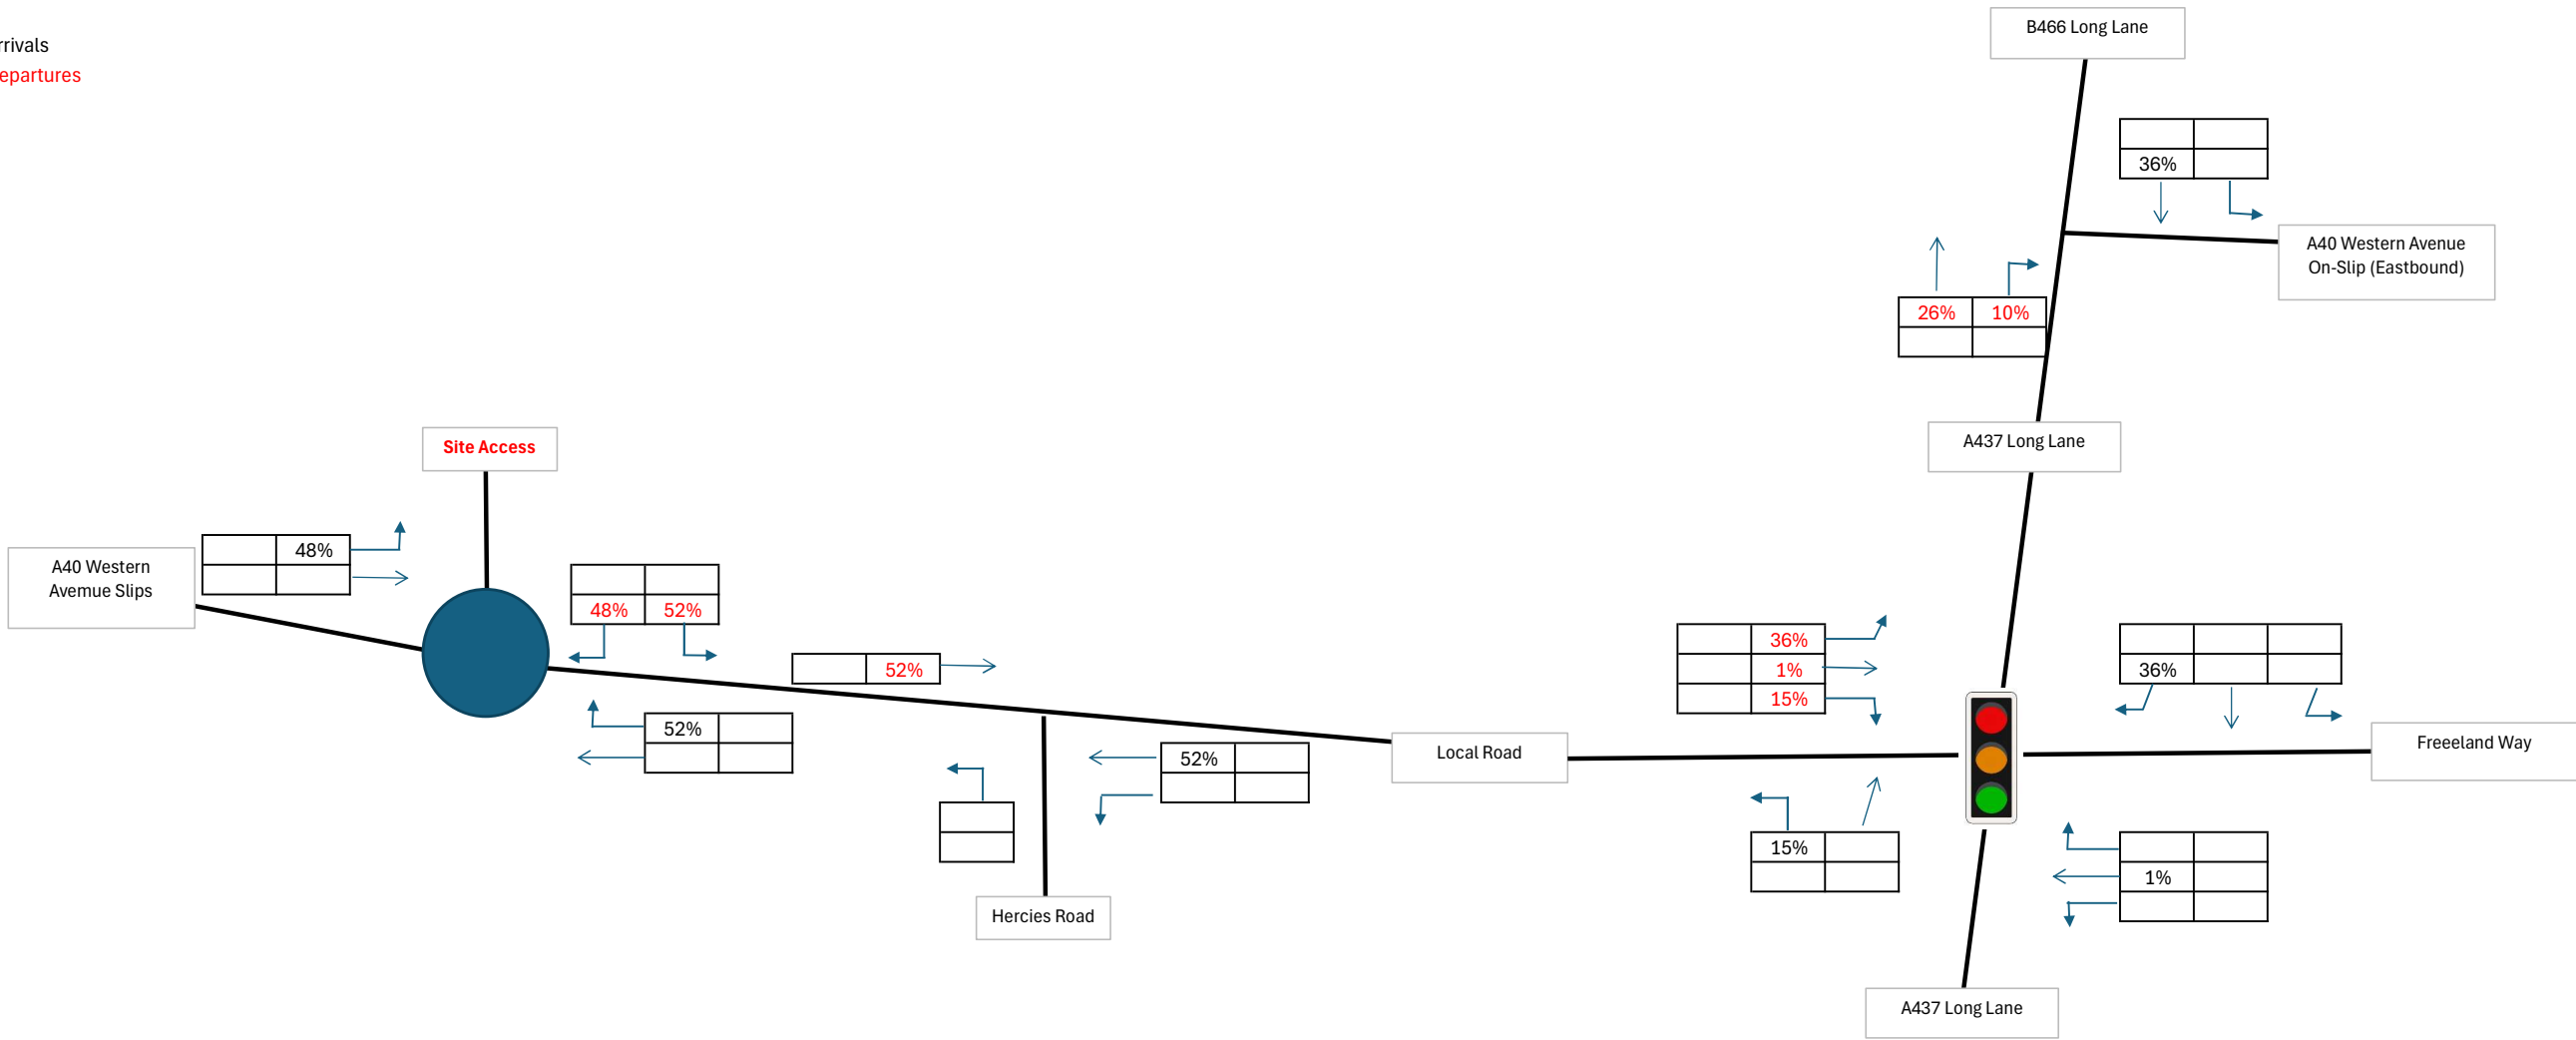 B466 Long Lane
rrivals
epartures
36%
A40 Western Avenue
On-Slip (Eastbound)
26% 10%
A437 Long Lane
Site Access
48%
A40 Western
Avemue Slips
48% 52%
52%
52%
52%
36%
1%
15%
36%
Freeeland Way
Local Road
15%
1%
Hercies Road
A437 Long Lane